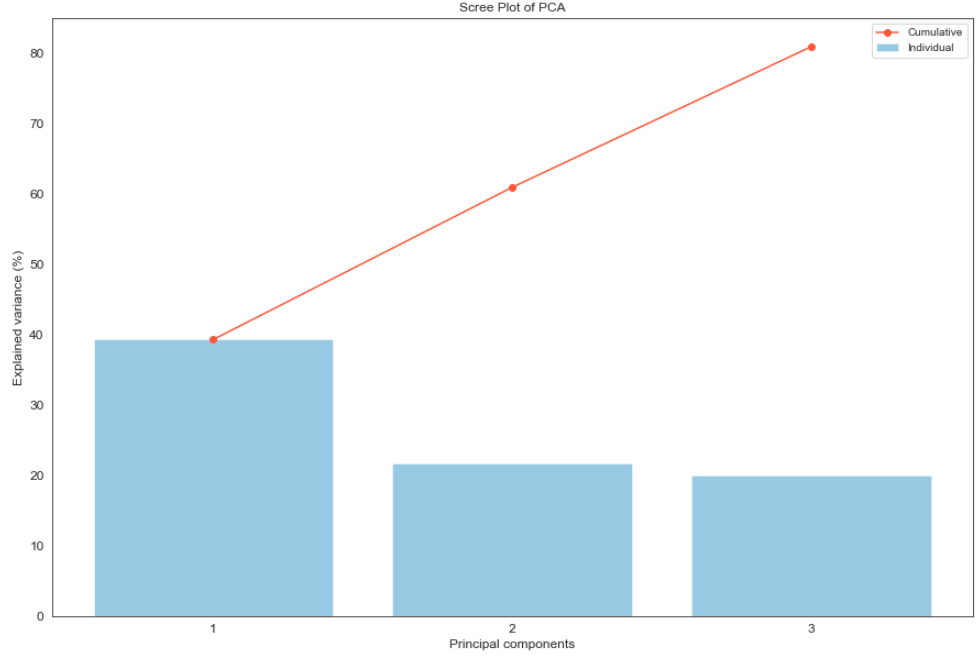 Scree Plot of PCA
Cumulative
Individual
Explained variance (%)
80
70
60
50
40
30
20
10
0
1 2 3
Principal components